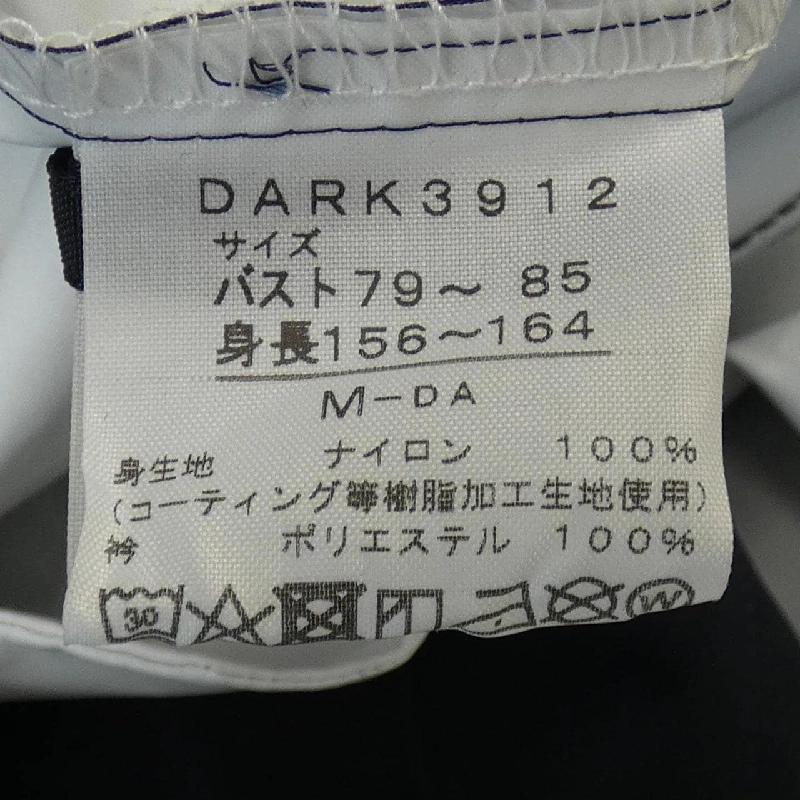 DARK3912
サイズ
バスト79～85
身長156～164
M-DA
身生地 ナイロン 100%
(コーティング等樹脂加工生地使用)
衿 ポリエステル 100%
30
W